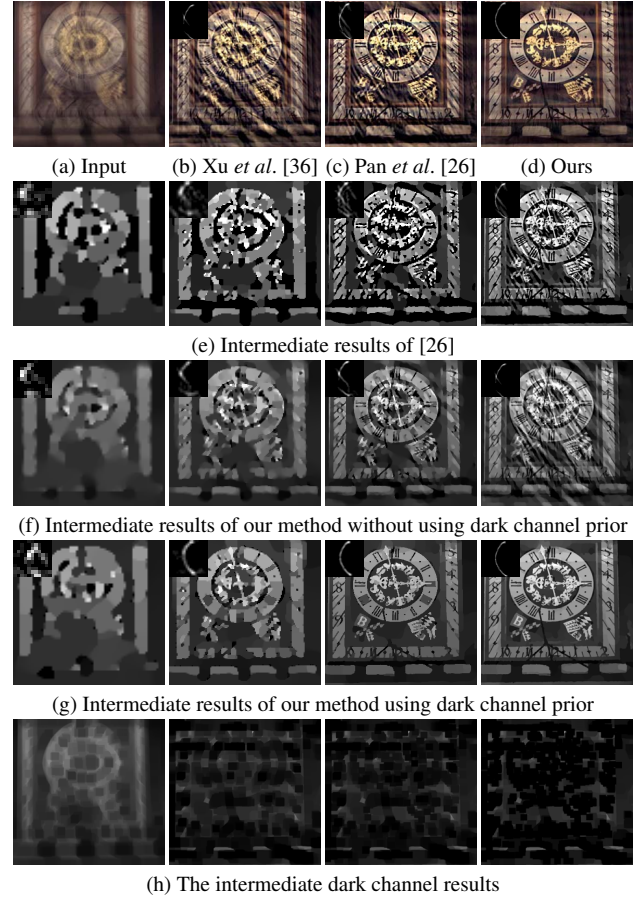 (a) Input
(b) Xu et al. [36]
(c) Pan et al. [26]
(d) Ours
(e) Intermediate results of [26]
(f) Intermediate results of our method without using dark channel prior
(g) Intermediate results of our method using dark channel prior
(h) The intermediate dark channel results